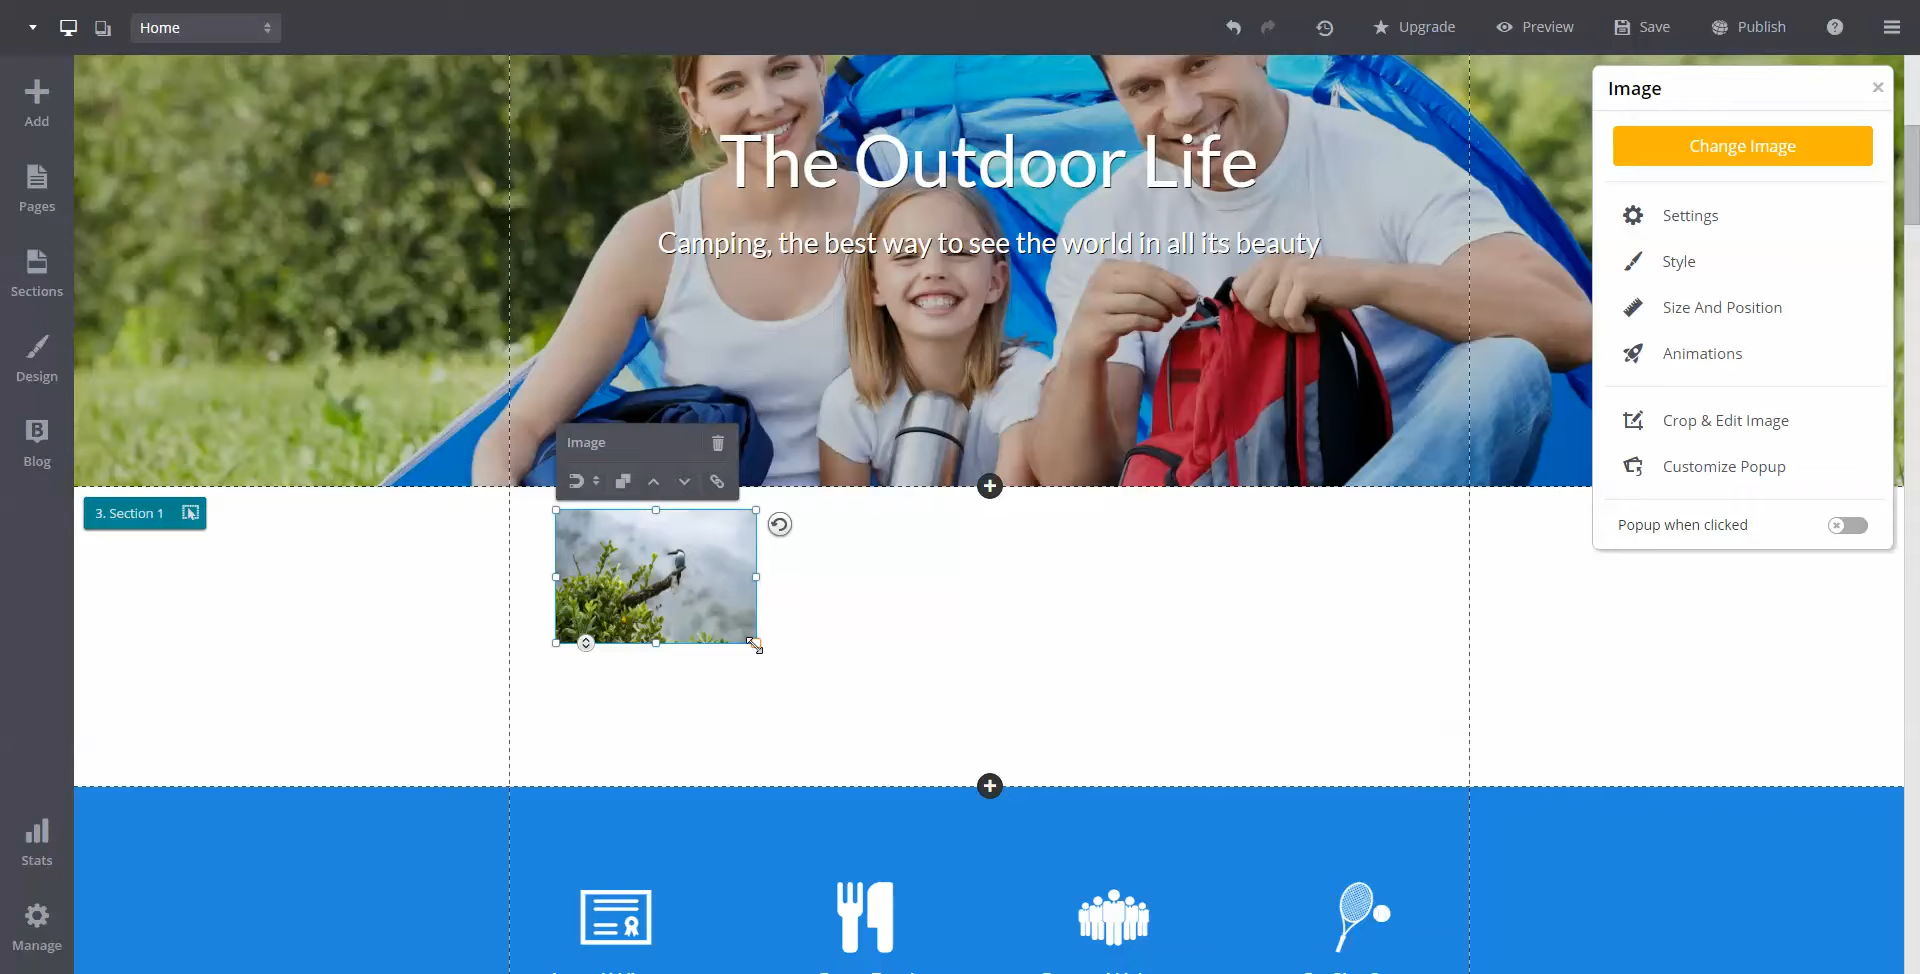 Home
Upgrade
Preview
Save
Publish
Add
Pages
Sections
Design
Blog
Stats
Manage
The Outdoor Life
Camping, the best way to see the world in all its beauty
Image
3. Section 1
Image
Change Image
Settings
Style
Size And Position
Animations
Crop & Edit Image
Customize Popup
Popup when clicked